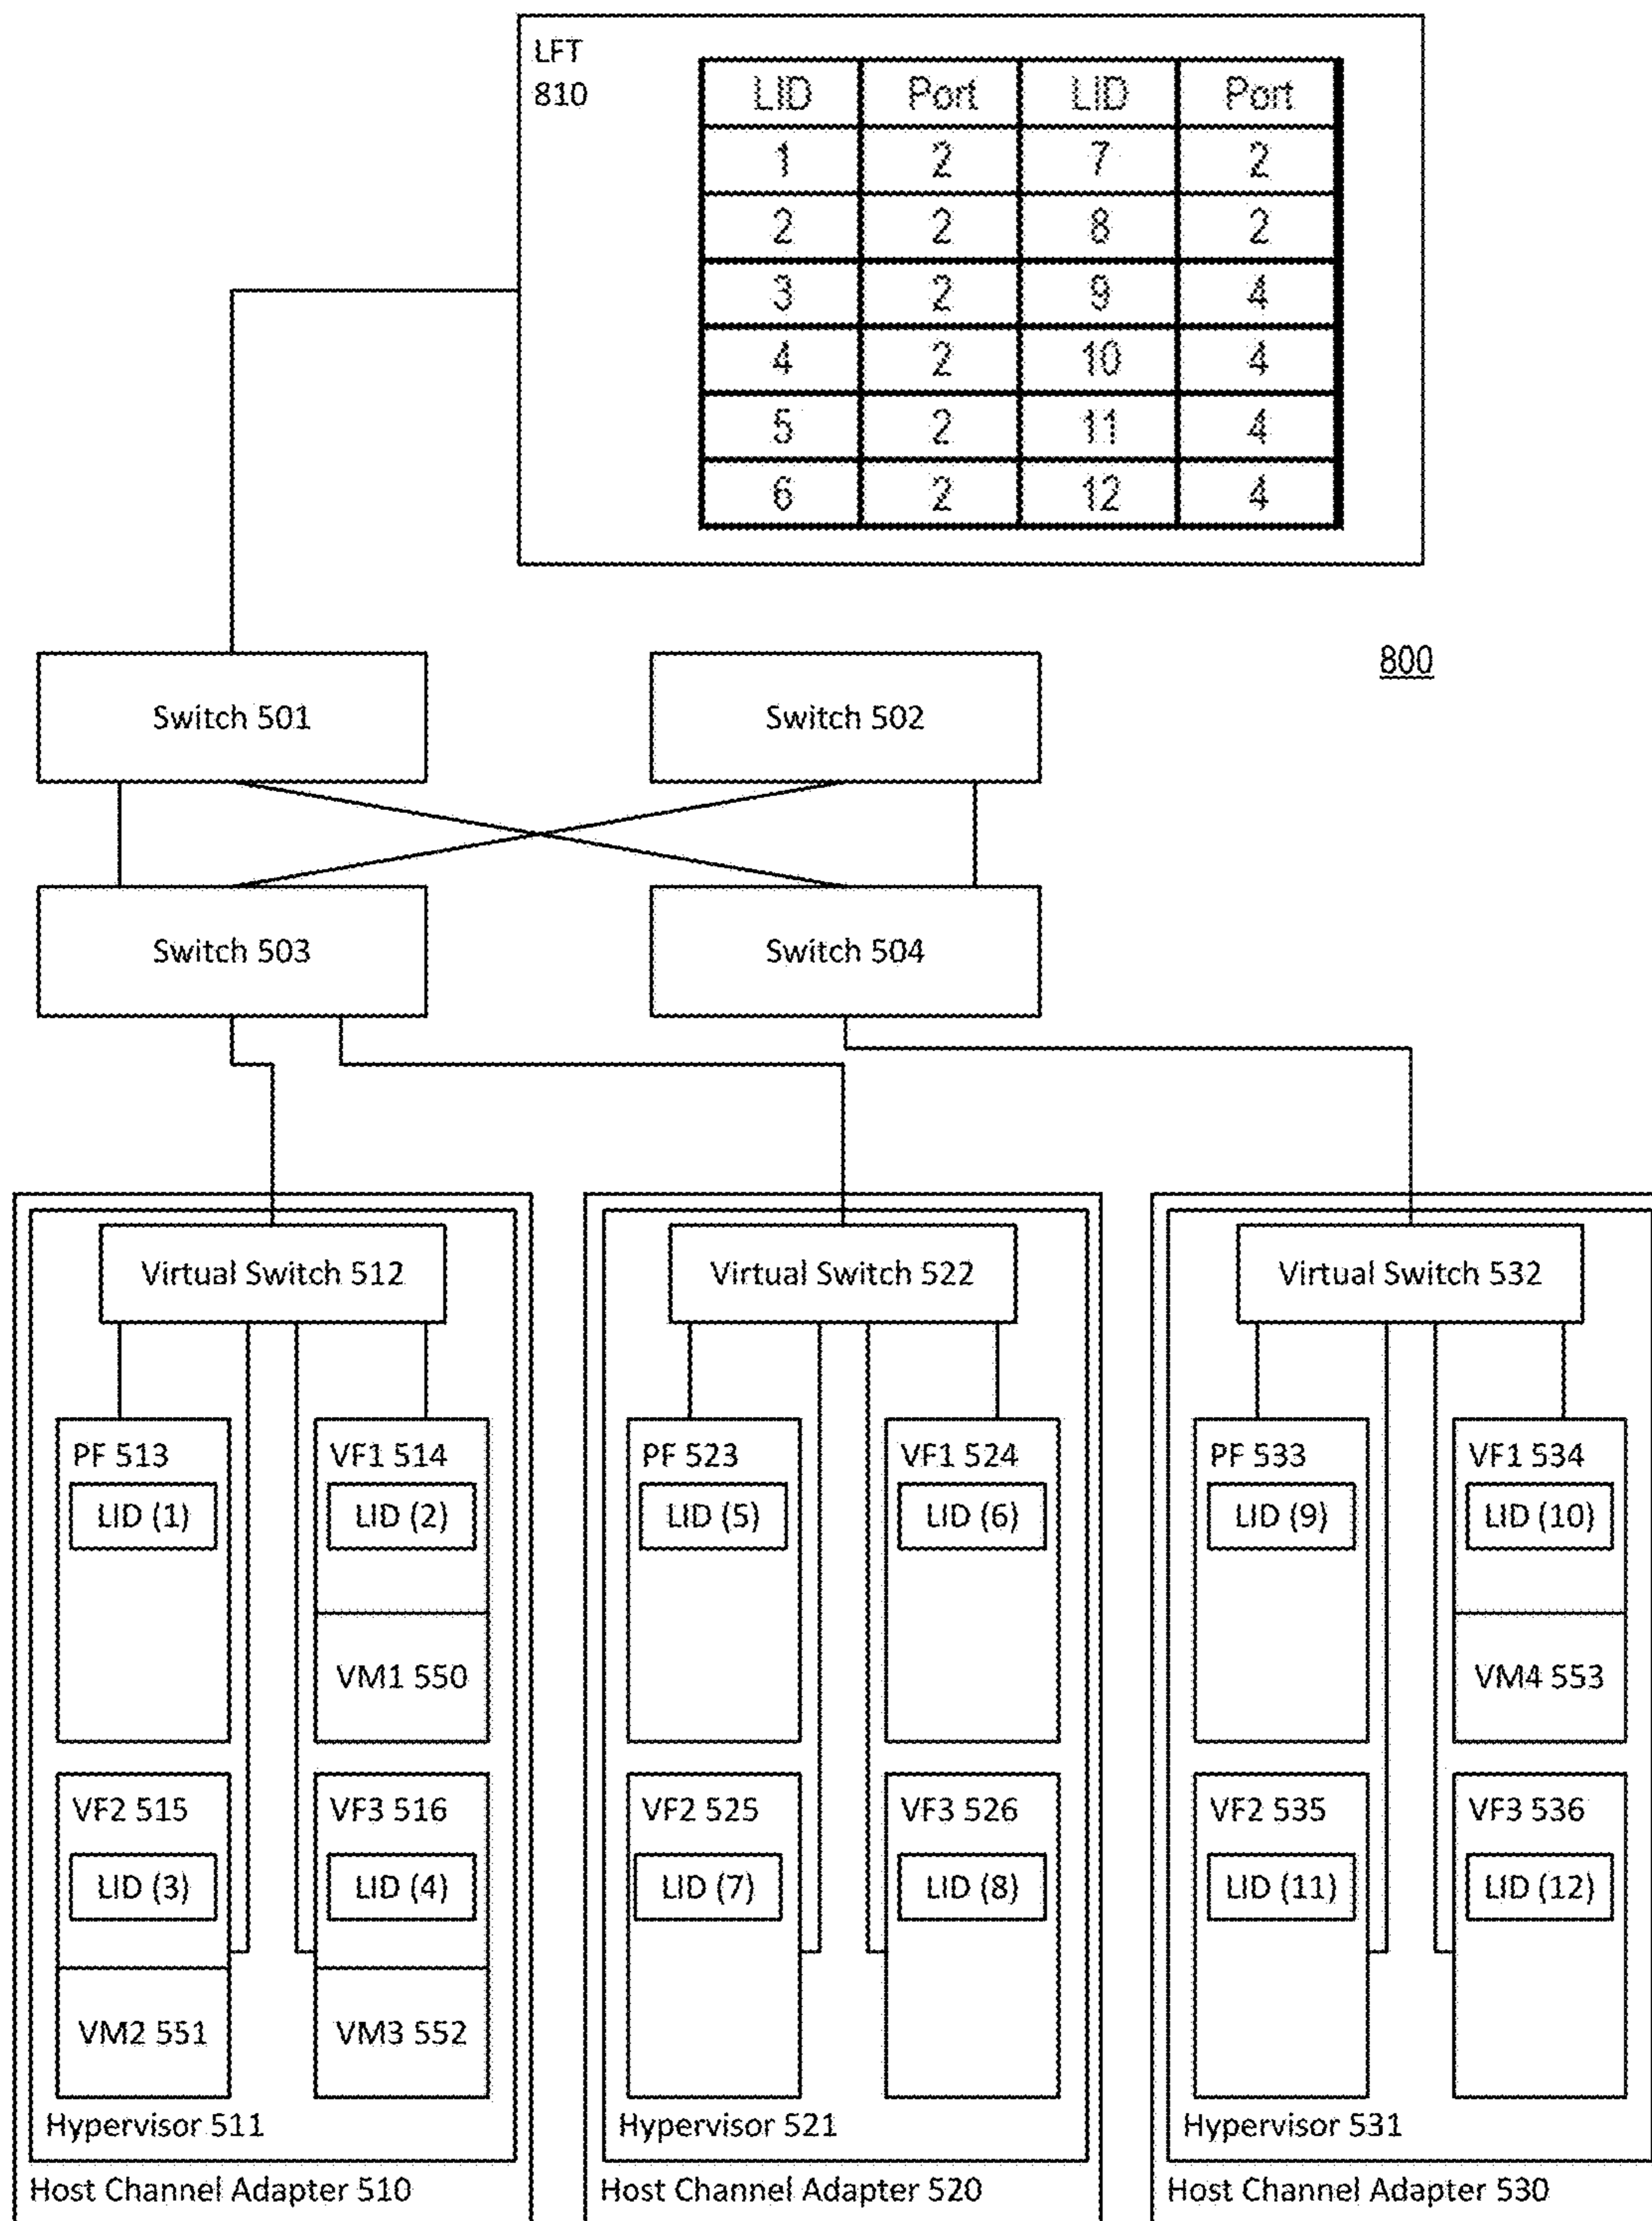 LFT
810
LID Port LID Port
1 2 7 2
2 2 8 2
3 2 9 4
4 2 10 4
5 2 11 4
6 2 12 4
800
Switch 501
Switch 502
Switch 503
Switch 504
Virtual Switch 512
PF 513
LID (1)
VF1 514
LID (2)
VM1 550
VF2 515
LID (3)
VM2 551
VF3 516
LID (4)
VM3 552
Hypervisor 511
Host Channel Adapter 510
Virtual Switch 522
PF 523
LID (5)
VF1 524
LID (6)
VF2 525
LID (7)
VF3 526
LID (8)
Hypervisor 521
Host Channel Adapter 520
Virtual Switch 532
PF 533
LID (9)
VF1 534
LID (10)
VM4 553
VF2 535
LID (11)
VF3 536
LID (12)
Hypervisor 531
Host Channel Adapter 530